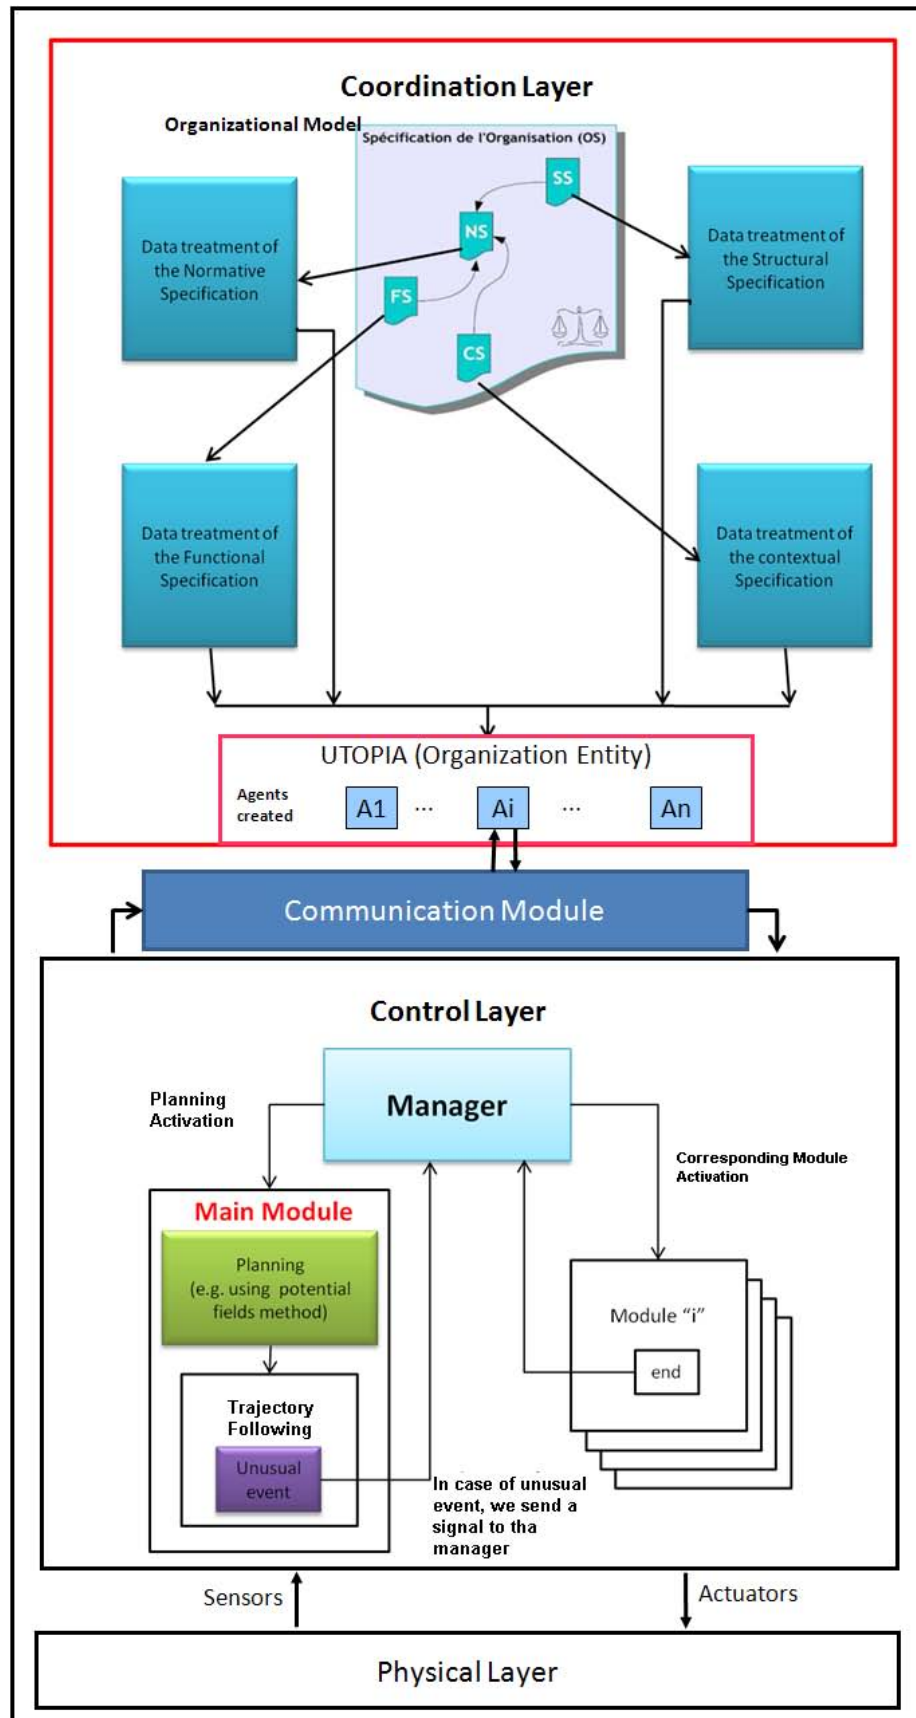 Coordination Layer
Organizational Model
Spécification de l'Organisation (OS)
SS
NS
FS
CS
Data treatment of
the Normative
Specification
Data treatment of
the Structural
Specification
Data treatment of
the Functional
Specification
Data treatment of
the contextual
Specification
UTOPIA (Organization Entity)
Agents
created
A1 ... Ai ... An
Communication Module
Control Layer
Manager
Planning
Activation
Corresponding Module
Activation
Main Module
Planning
(e.g. using potential
fields method)
Module “i”
end
Trajectory
Following
Unusual
event
In case of unusual
event, we send a
signal to tha
manager
Sensors
Actuators
Physical Layer